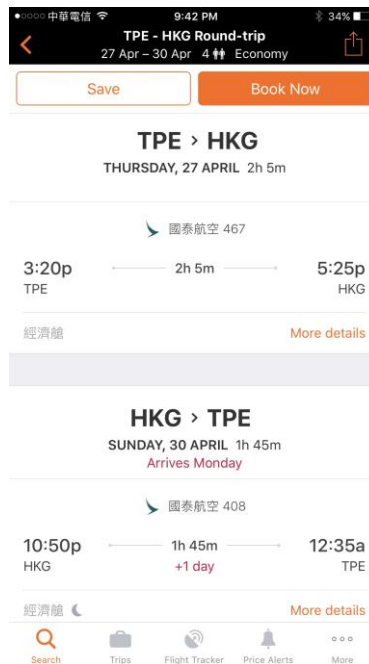 中華電信 9:42 PM 34%
TPE - HKG Round-trip
27 Apr – 30 Apr 4 Economy
Save Book Now
TPE > HKG
THURSDAY, 27 APRIL 2h 5m
國泰航空 467
3:20p 2h 5m 5:25p
TPE HKG
經濟艙 More details
HKG > TPE
SUNDAY, 30 APRIL 1h 45m
Arrives Monday
國泰航空 408
10:50p 1h 45m 12:35a
HKG +1 day TPE
經濟艙 More details
Search Trips Flight Tracker Price Alerts More